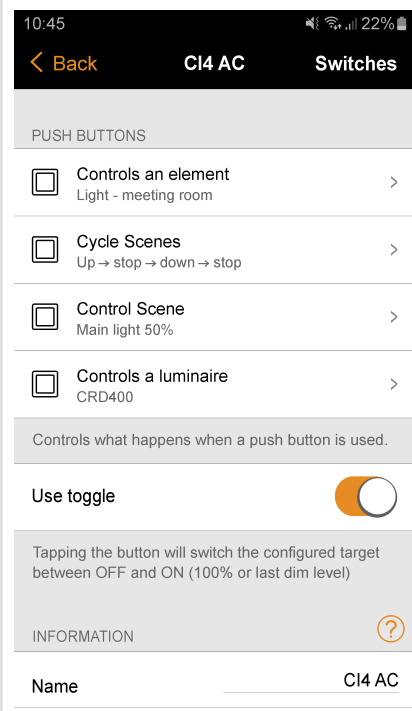 10:45 22%
Back CI4 AC Switches
PUSH BUTTONS
Controls an element
Light - meeting room
Cycle Scenes
Up → stop → down → stop
Control Scene
Main light 50%
Controls a luminaire
CRD400
Controls what happens when a push button is used.
Use toggle
Tapping the button will switch the configured target
between OFF and ON (100% or last dim level)
INFORMATION ?
Name CI4 AC